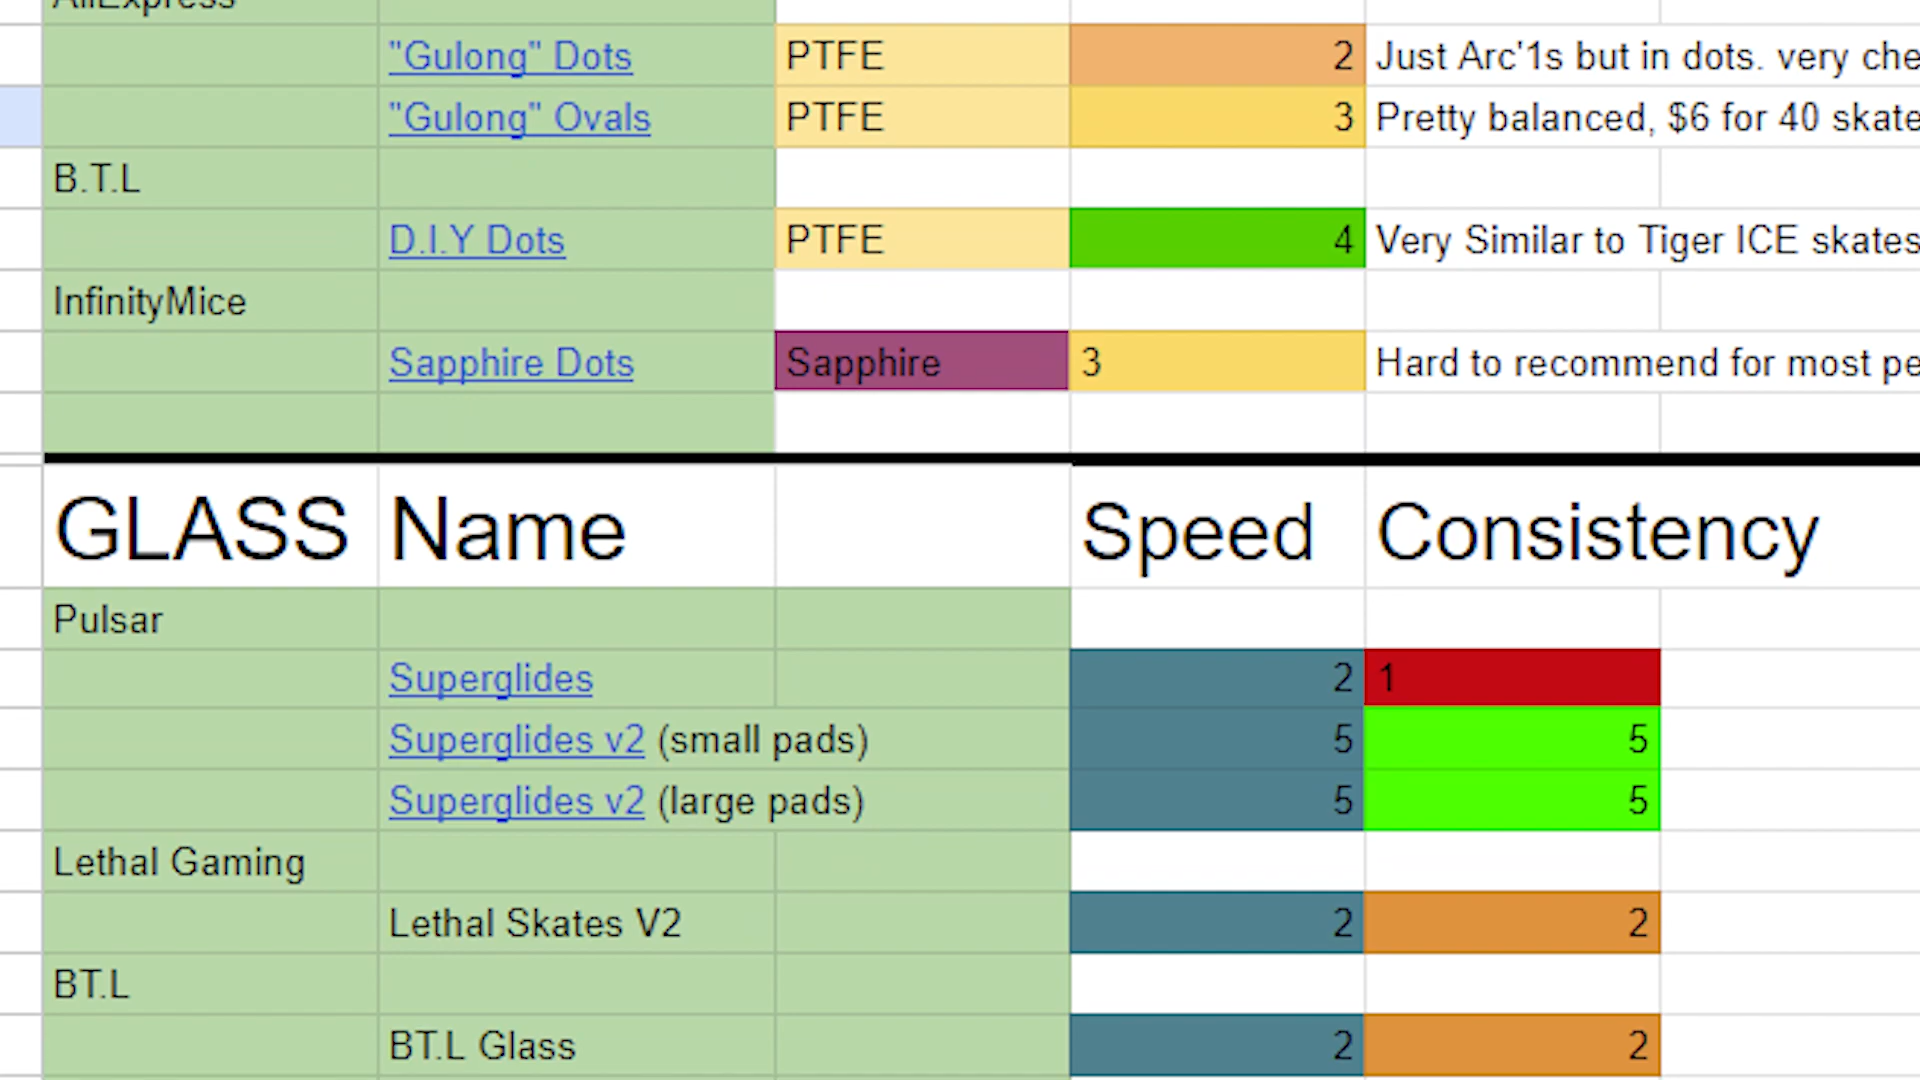 AliExpress
"Gulong" Dots PTFE 2 Just Arc'1s but in dots. very che
"Gulong" Ovals PTFE 3 Pretty balanced, $6 for 40 skate
B.T.L
D.I.Y Dots PTFE 4 Very Similar to Tiger ICE skates
InfinityMice
Sapphire Dots Sapphire 3 Hard to recommend for most pe
GLASS Name Speed Consistency
Pulsar
Superglides 2 1
Superglides v2 (small pads) 5 5
Superglides v2 (large pads) 5 5
Lethal Gaming
Lethal Skates V2 2 2
BT.L
BT.L Glass 2 2